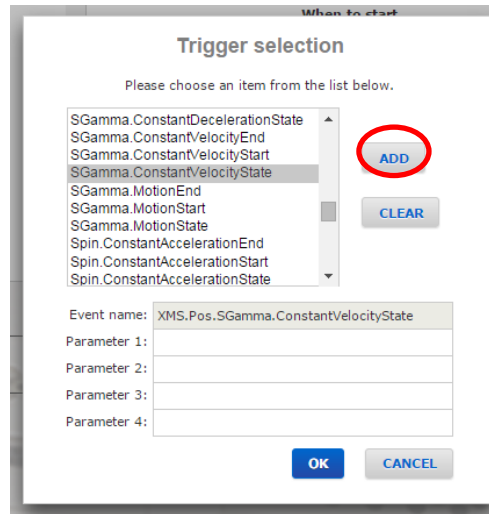 When to start
Trigger selection
Please choose an item from the list below.
SGamma.ConstantDecelerationState
SGamma.ConstantVelocityEnd
SGamma.ConstantVelocityStart
SGamma.ConstantVelocityState
SGamma.MotionEnd
SGamma.MotionStart
SGamma.MotionState
Spin.ConstantAccelerationEnd
Spin.ConstantAccelerationStart
Spin.ConstantAccelerationState
ADD
CLEAR
Event name: XMS.Pos.SGamma.ConstantVelocityState
Parameter 1:
Parameter 2:
Parameter 3:
Parameter 4:
OK CANCEL